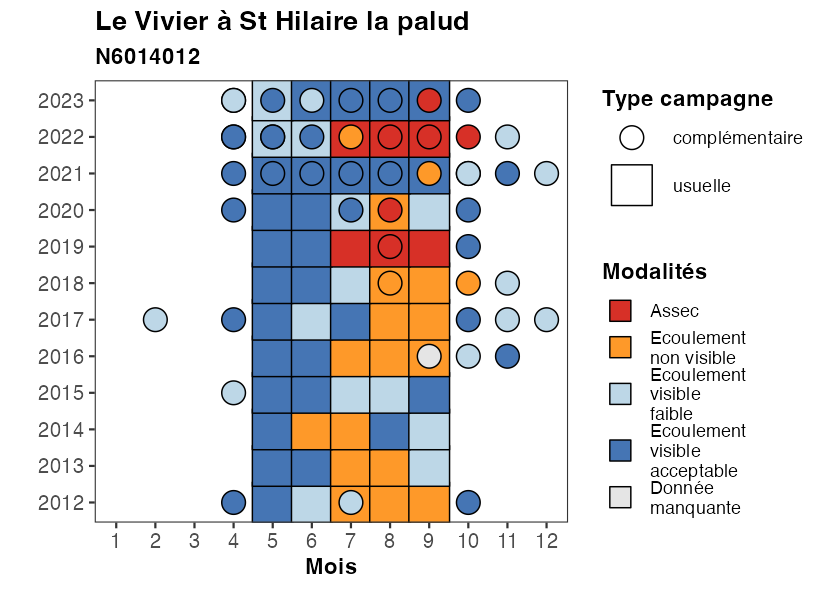 Le Vivier à St Hilaire la palud
N6014012
2023
2022
2021
2020
2019
2018
2017
2016
2015
2014
2013
2012
1 2 3 4 5 6 7 8 9 10 11 12
Mois
Type campagne
complémentaire
usuelle
Modalités
Assec
Ecoulement
non visible
Ecoulement
visible
faible
Ecoulement
visible
acceptable
Donnée
manquante